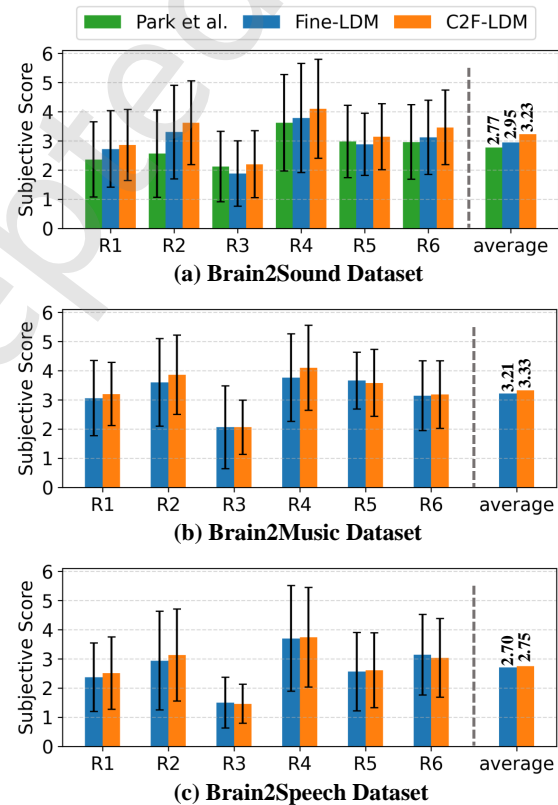 Park et al. Fine-LDM C2F-LDM
Subjective Score
6
5
4
3
2
1
0
2.77
2.95
3.23
R1 R2 R3 R4 R5 R6 average
(a) Brain2Sound Dataset
Subjective Score
6
5
4
3
2
1
0
3.21
3.33
R1 R2 R3 R4 R5 R6 average
(b) Brain2Music Dataset
Subjective Score
6
5
4
3
2
1
0
2.70
2.75
R1 R2 R3 R4 R5 R6 average
(c) Brain2Speech Dataset
epted